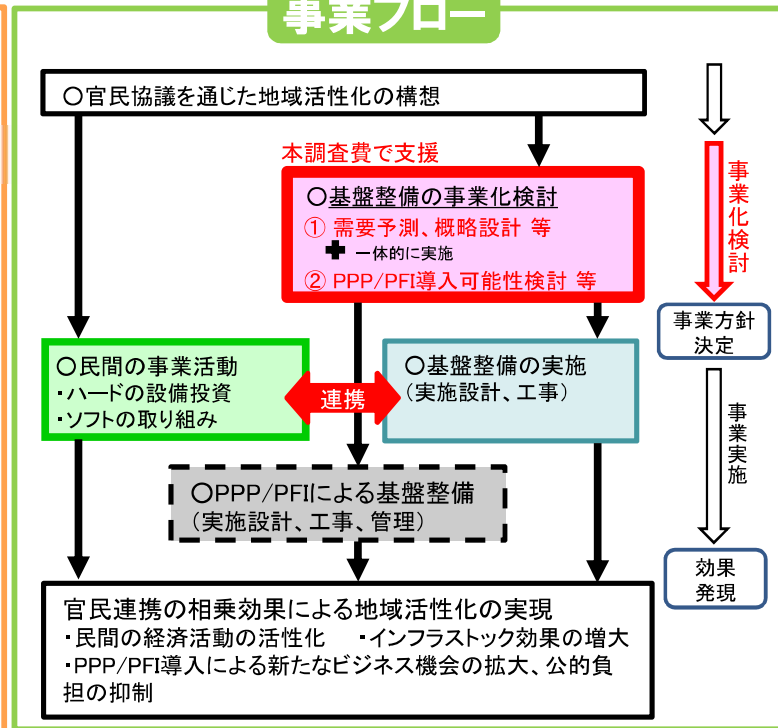 事業フロー
〇官民協議を通じた地域活性化の構想
本調査費で支援
〇基盤整備の事業化検討
① 需要予測、概略設計 等
✚ 一体的に実施
② PPP/PFI導入可能性検討 等
事業化検討
事業方針
決定
〇民間の事業活動
・ハードの設備投資
・ソフトの取り組み
連携
〇基盤整備の実施
（実施設計、工事）
事業実施
〇PPP/PFIによる基盤整備
（実施設計、工事、管理）
効果
発現
官民連携の相乗効果による地域活性化の実現
・民間の経済活動の活性化　・インフラストック効果の増大
・PPP/PFI導入による新たなビジネス機会の拡大、公的負
担の抑制